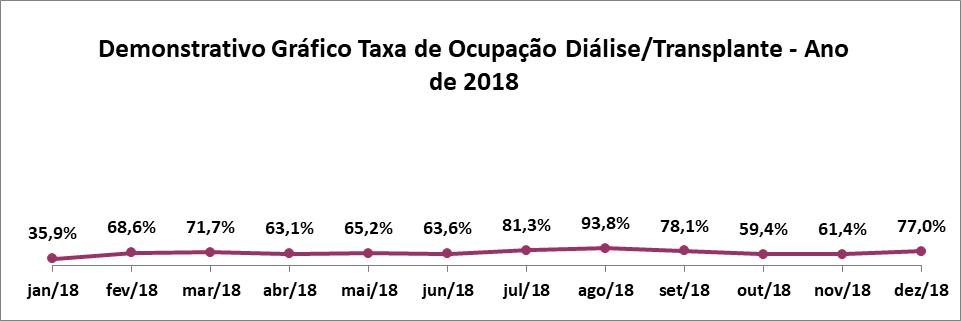 Demonstrativo Gráfico Taxa de Ocupação Diálise/Transplante - Ano
de 2018
35,9% 68,6% 71,7% 63,1% 65,2% 63,6% 81,3% 93,8% 78,1% 59,4% 61,4% 77,0%
jan/18 fev/18 mar/18 abr/18 mai/18 jun/18 jul/18 ago/18 set/18 out/18 nov/18 dez/18